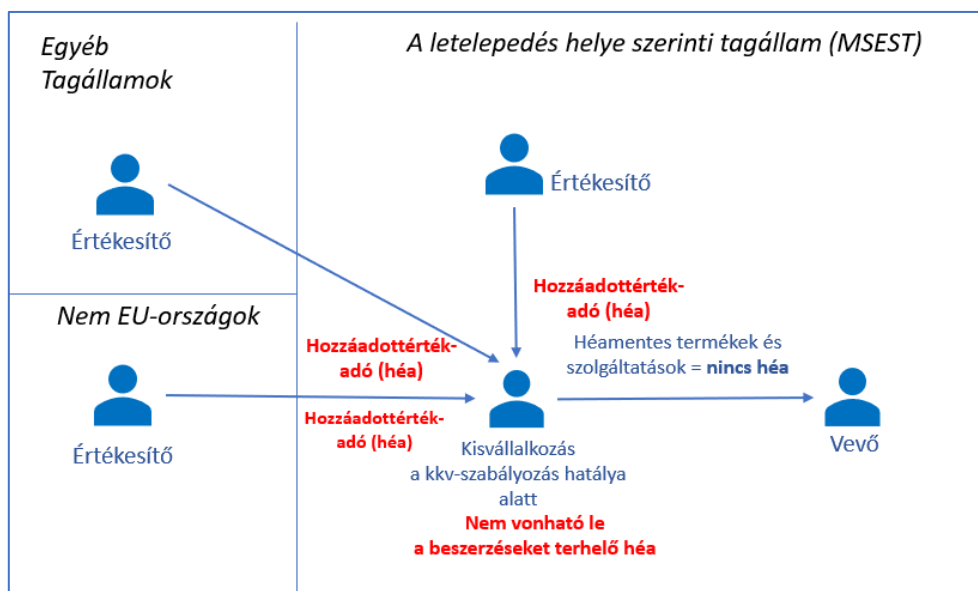 Egyéb
Tagállamok
Értékesítő
Nem EU-országok
Értékesítő
A letelepedés helye szerinti tagállam (MSEST)
Értékesítő
Hozzáadottérték-
adó (héa)
Hozzáadottérték-
adó (héa)
Hozzáadottérték-
adó (héa)
Héamentes termékek és
szolgáltatások = nincs héa
Kisvállalkozás
a kkv-szabályozás hatálya
alatt
Nem vonható le
a beszerzéseket terhelő héa
Vevő